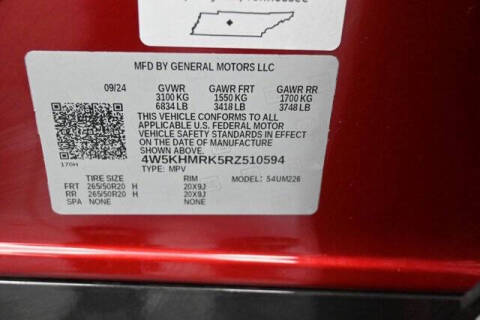 MFD BY GENERAL MOTORS LLC
09/24 GVWR GAWR FRT GAWR RR
3100 KG 1550 KG 1700 KG
6834 LB 3418 LB 3748 LB
THIS VEHICLE CONFORMS TO ALL
APPLICABLE U.S. FEDERAL MOTOR
VEHICLE SAFETY STANDARDS IN EFFECT
ON THE DATE OF MANUFACTURE
SHOWN ABOVE.
4W5KHMRK5RZ510594
170H TYPE: MPV
TIRE SIZE RIM 54UM226
FRT 265/50R20 H 20X9J
RR 265/50R20 H 20X9J
SPA NONE NONE